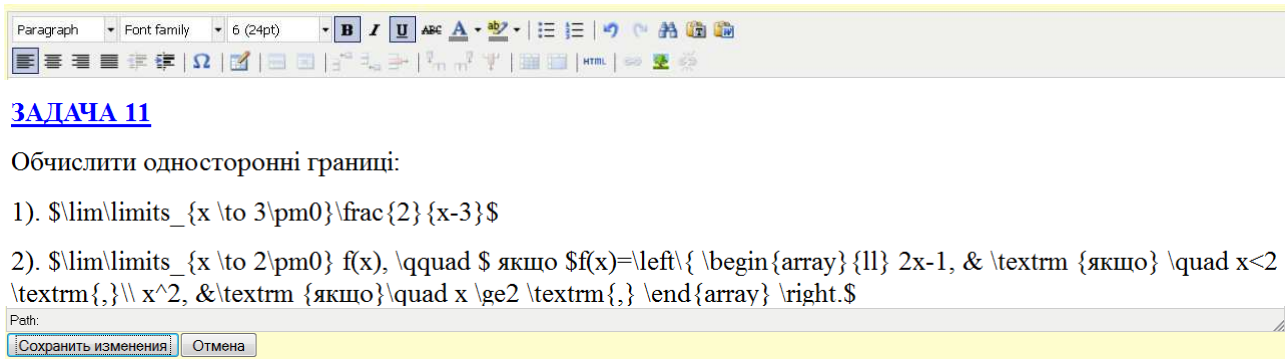 Paragraph Font family 6 (24pt) B I U ABC A ab
Ω HTML
ЗАДАЧА 11
Обчислити односторонні границі:
1). $\lim\limits_{x \to 3\pm0}\frac{2}{x-3}$
2). $\lim\limits_{x \to 2\pm0} f(x), \qquad $ якщо $f(x)=\left\{ \begin{array}{ll} 2x-1, & \textrm {якщо} \quad x<2
\textrm{,}\\ x^2, &\textrm {якщо}\quad x \ge2 \textrm{,} \end{array} \right.$
Path:
Сохранить изменения Отмена